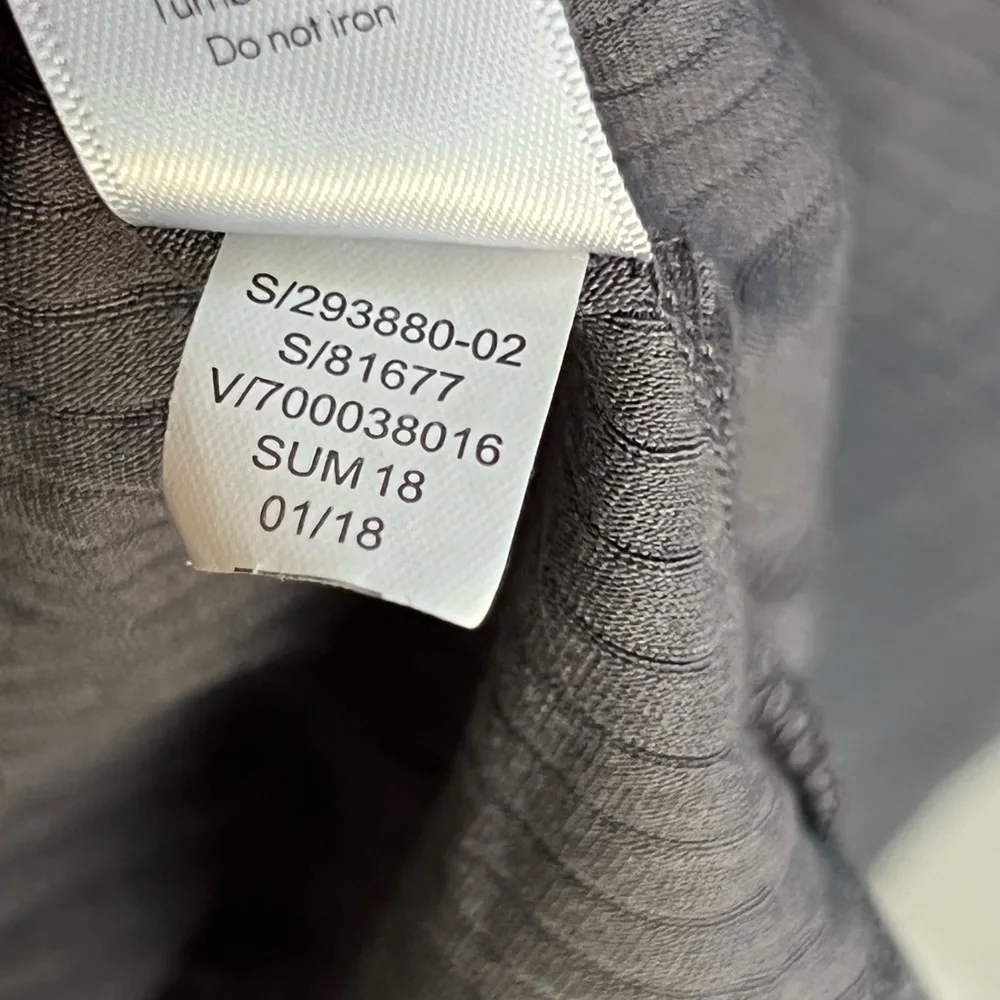 Do not iron
S/293880-02
S/81677
V/700038016
SUM 18
01/18